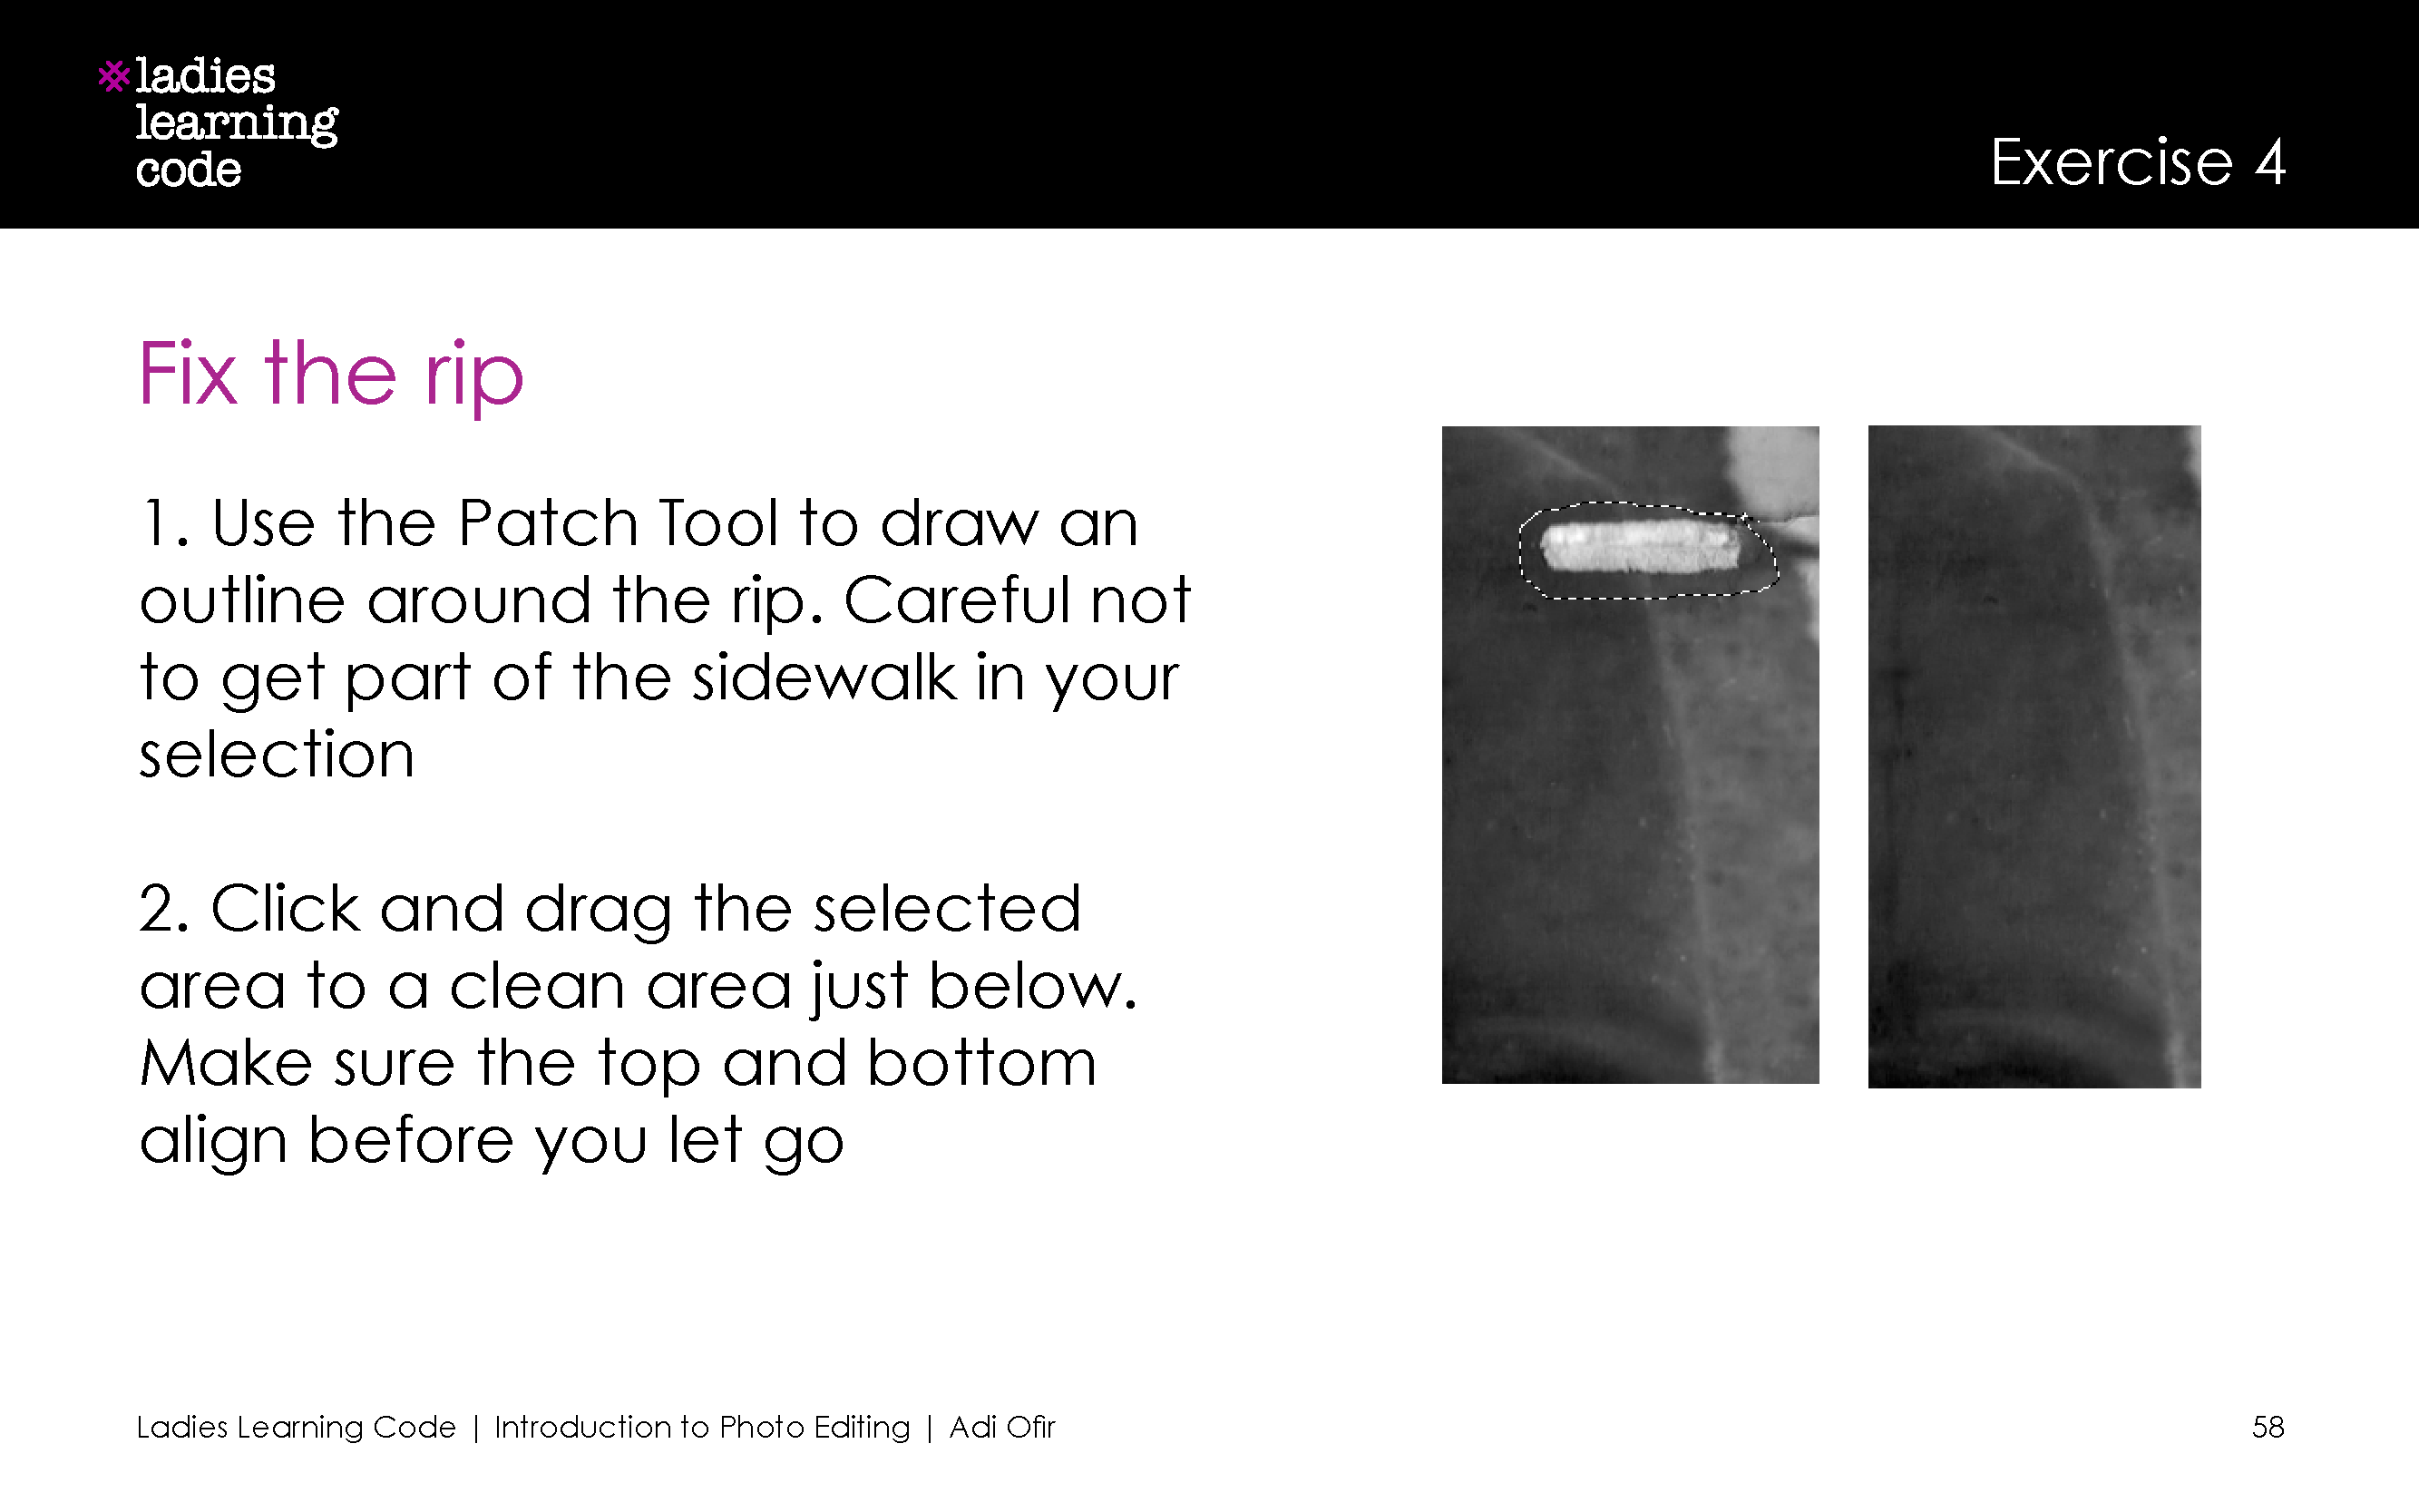 ladies
learning
code
Exercise 4
Fix the rip
1. Use the Patch Tool to draw an
outline around the rip. Careful not
to get part of the sidewalk in your
selection
2. Click and drag the selected
area to a clean area just below.
Make sure the top and bottom
align before you let go
Ladies Learning Code | Introduction to Photo Editing | Adi Ofir
58